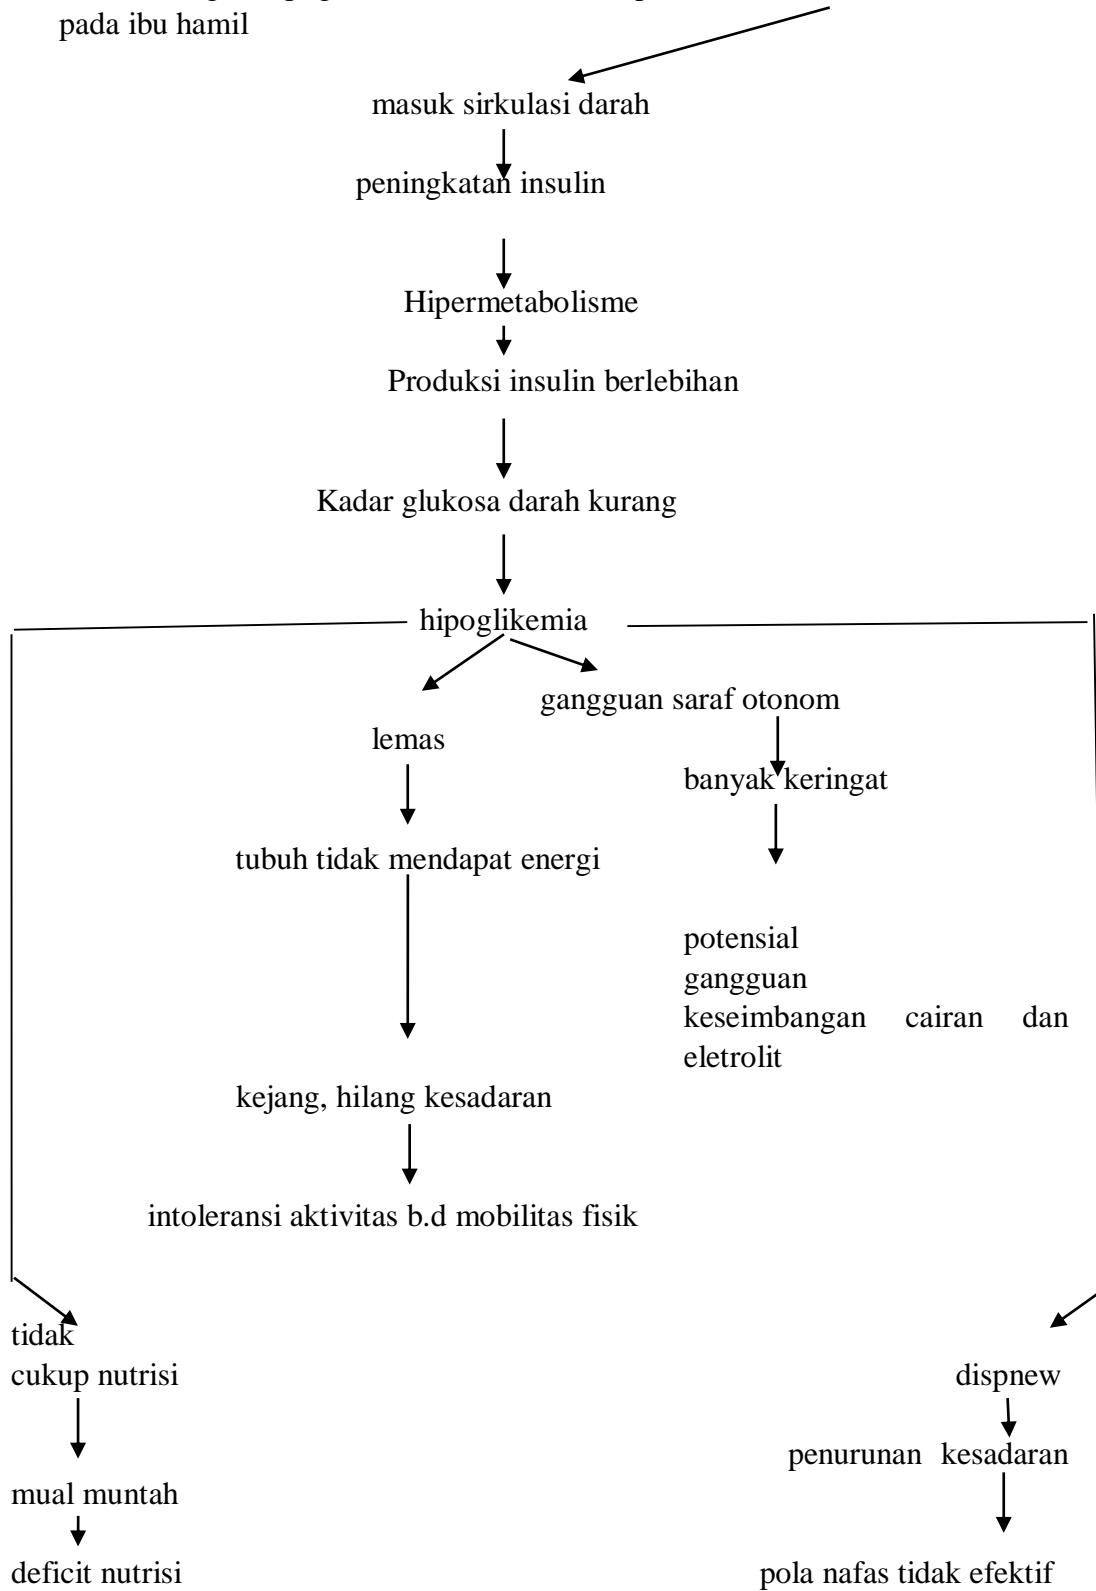 pada ibu hamil
masuk sirkulasi darah
peningkatan insulin
Hipermetabolisme
Produksi insulin berlebihan
Kadar glukosa darah kurang
hipoglikemia
gangguan saraf otonom
lemas
banyak keringat
tubuh tidak mendapat energi
potensial
gangguan
keseimbangan cairan dan
eletrolit
kejang, hilang kesadaran
intoleransi aktivitas b.d mobilitas fisik
tidak
cukup nutrisi
dispnew
penurunan kesadaran
mual muntah
deficit nutrisi
pola nafas tidak efektif